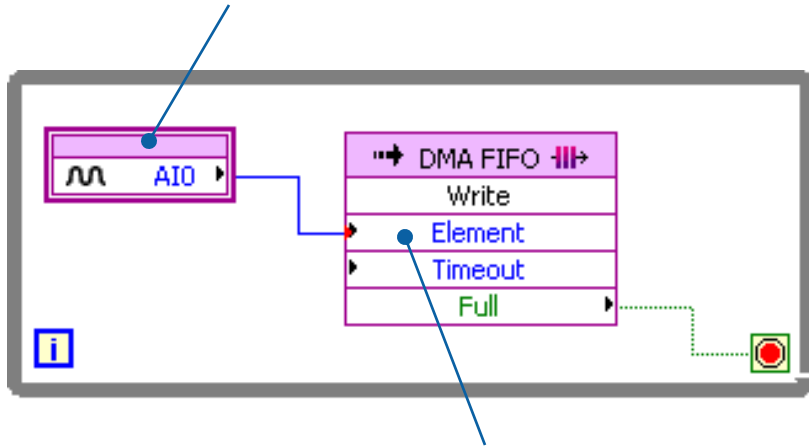 AI0
DMA FIFO
Write
Element
Timeout
Full
i